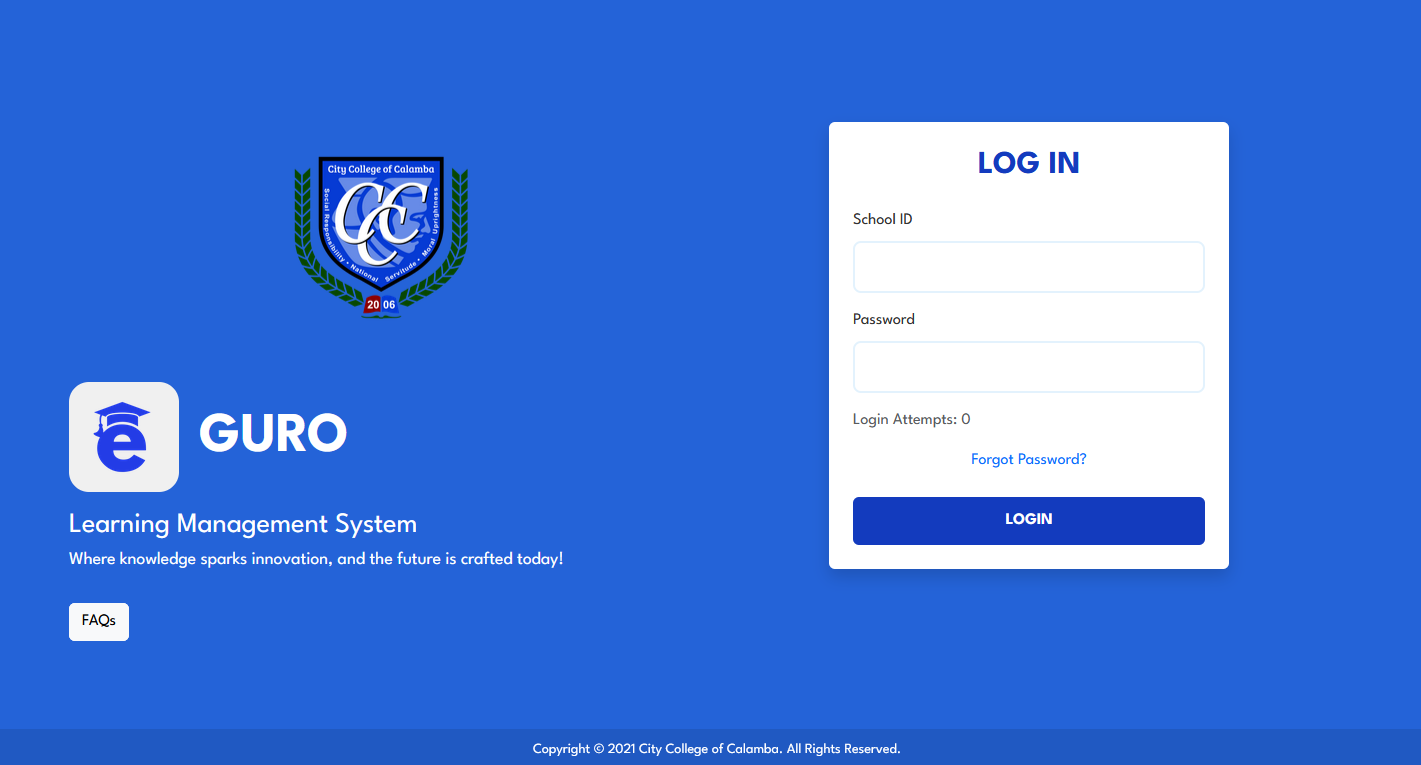 City College of Calamba
CCC
Social Responsibility • National Servitude • Moral Uprightness
20 06
e
GURO
Learning Management System
Where knowledge sparks innovation, and the future is crafted today!
FAQs
LOG IN
School ID
Password
Login Attempts: 0
Forgot Password?
LOGIN
Copyright © 2021 City College of Calamba. All Rights Reserved.